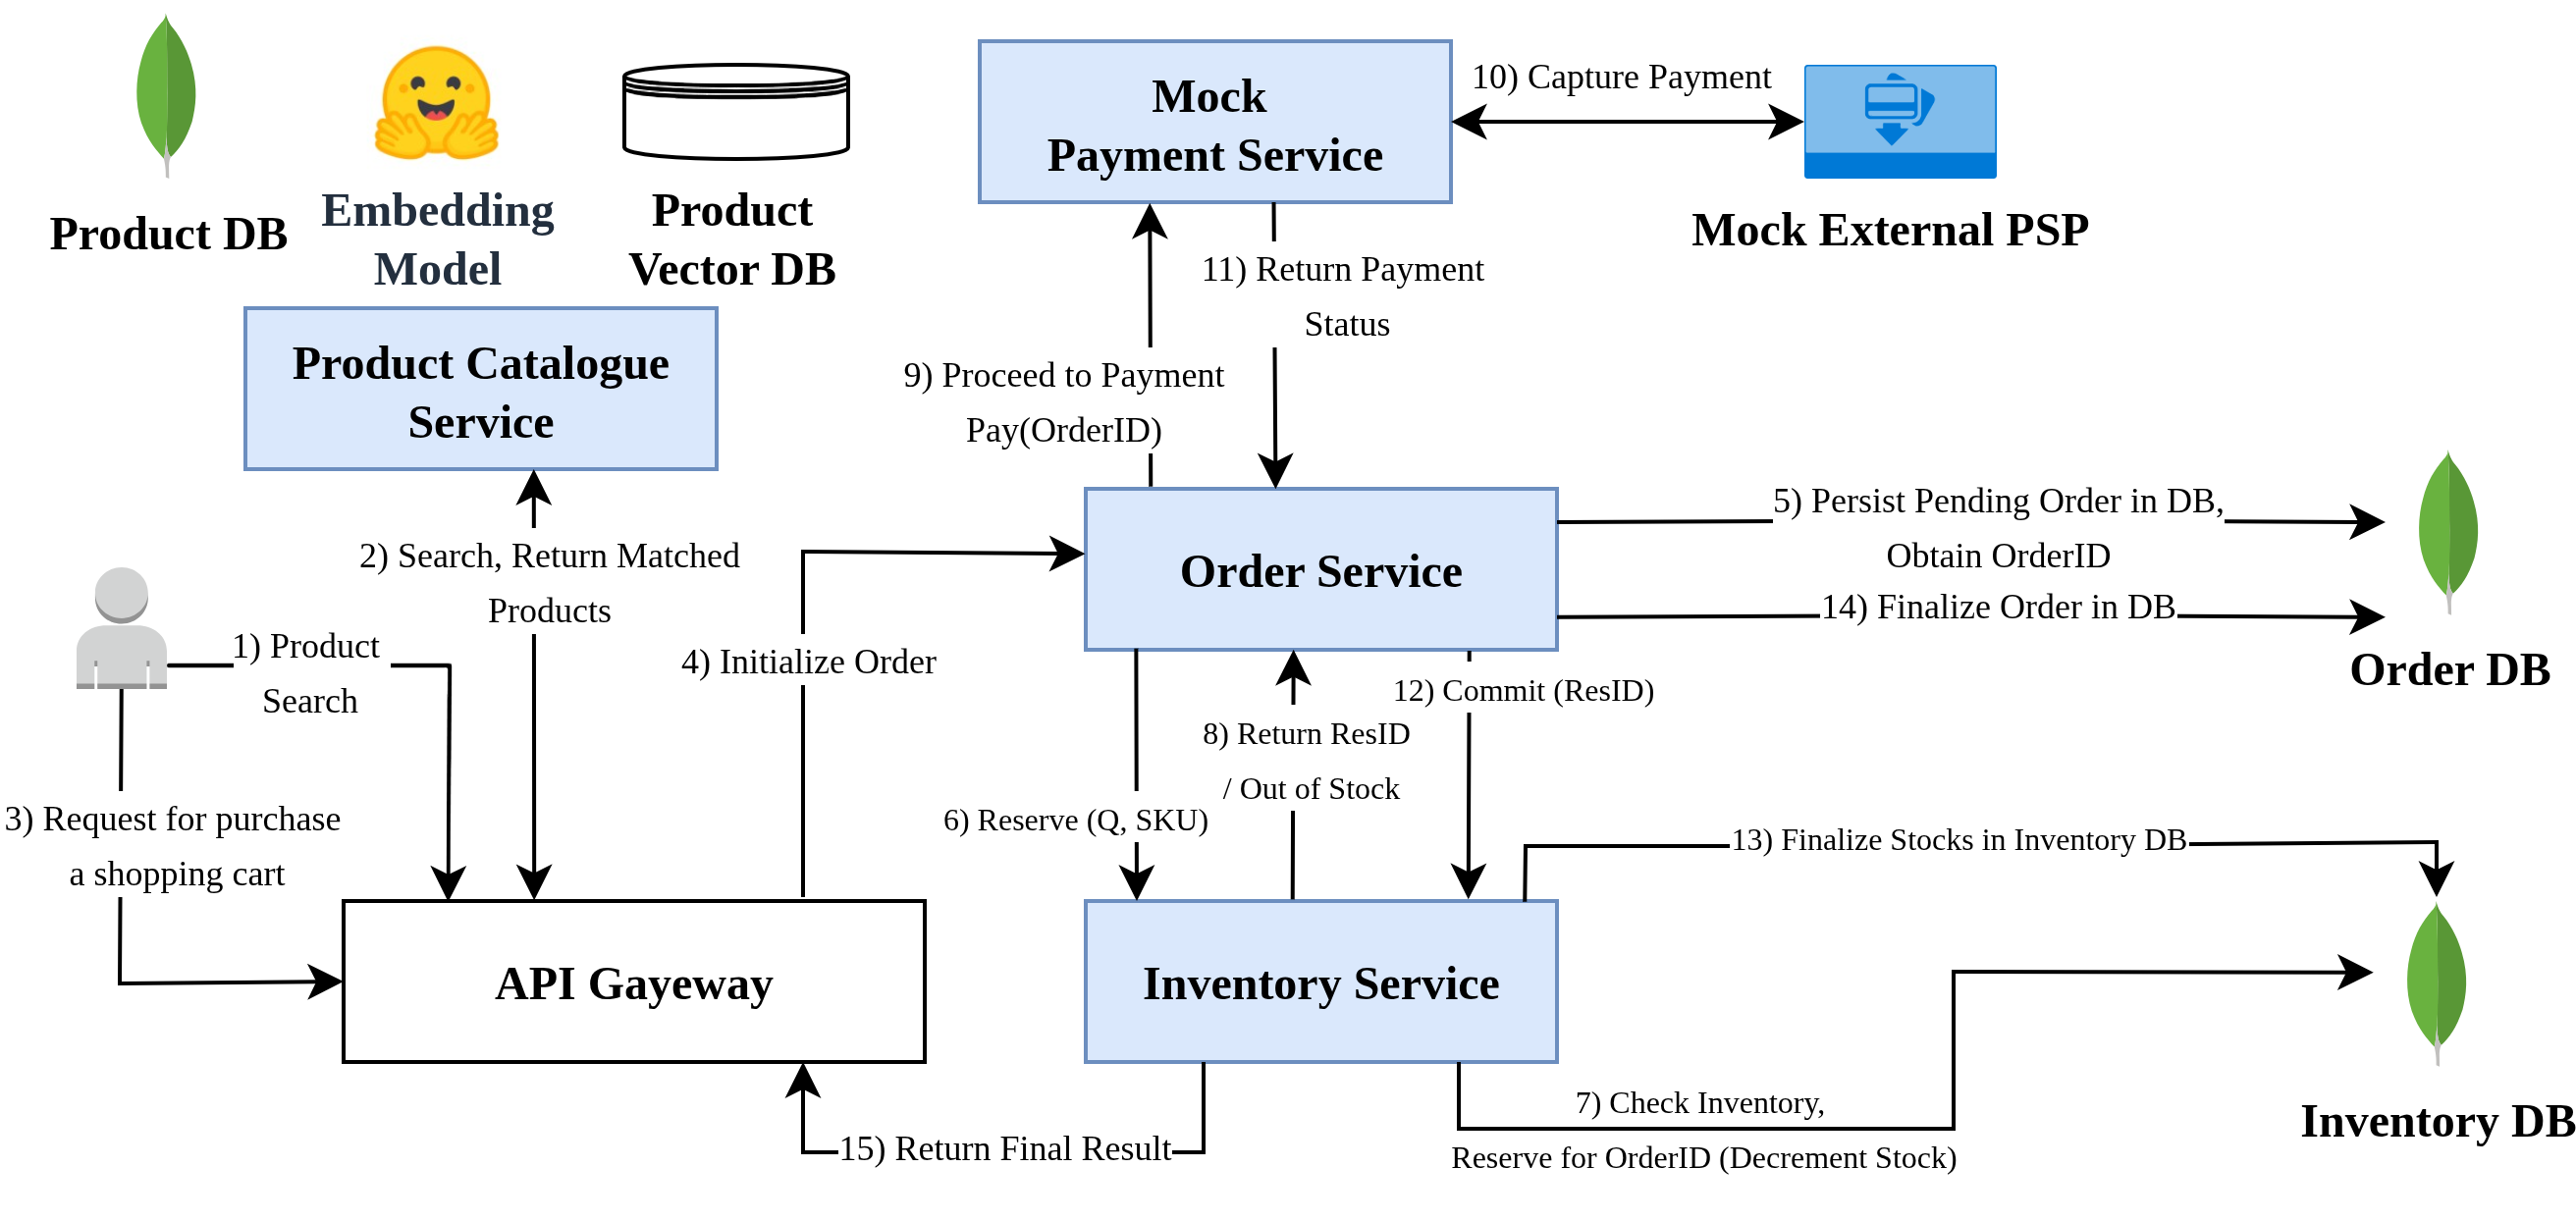 Product DB
Embedding
Model
Product
Vector DB
Mock
Payment Service
10) Capture Payment
Mock External PSP
Product Catalogue
Service
11) Return Payment
Status
9) Proceed to Payment
Pay(OrderID)
2) Search, Return Matched
Products
1) Product
Search
3) Request for purchase
a shopping cart
4) Initialize Order
Order Service
5) Persist Pending Order in DB,
Obtain OrderID
14) Finalize Order in DB
Order DB
12) Commit (ResID)
8) Return ResID
/ Out of Stock
6) Reserve (Q, SKU)
13) Finalize Stocks in Inventory DB
API Gayeway
Inventory Service
Inventory DB
7) Check Inventory,
Reserve for OrderID (Decrement Stock)
15) Return Final Result